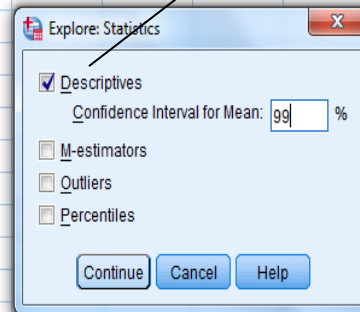 Explore: Statistics
x
Descriptives
Confidence Interval for Mean: 99 %
M-estimators
Outliers
Percentiles
Continue Cancel Help